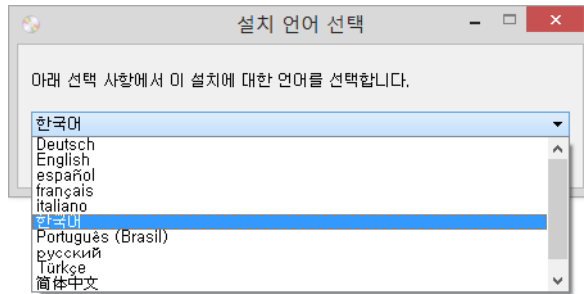 설치 언어 선택
아래 선택 사항에서 이 설치에 대한 언어를 선택합니다.
한국어
Deutsch
English
español
français
italiano
한국어
Português (Brasil)
русский
Türkçe
简体中文